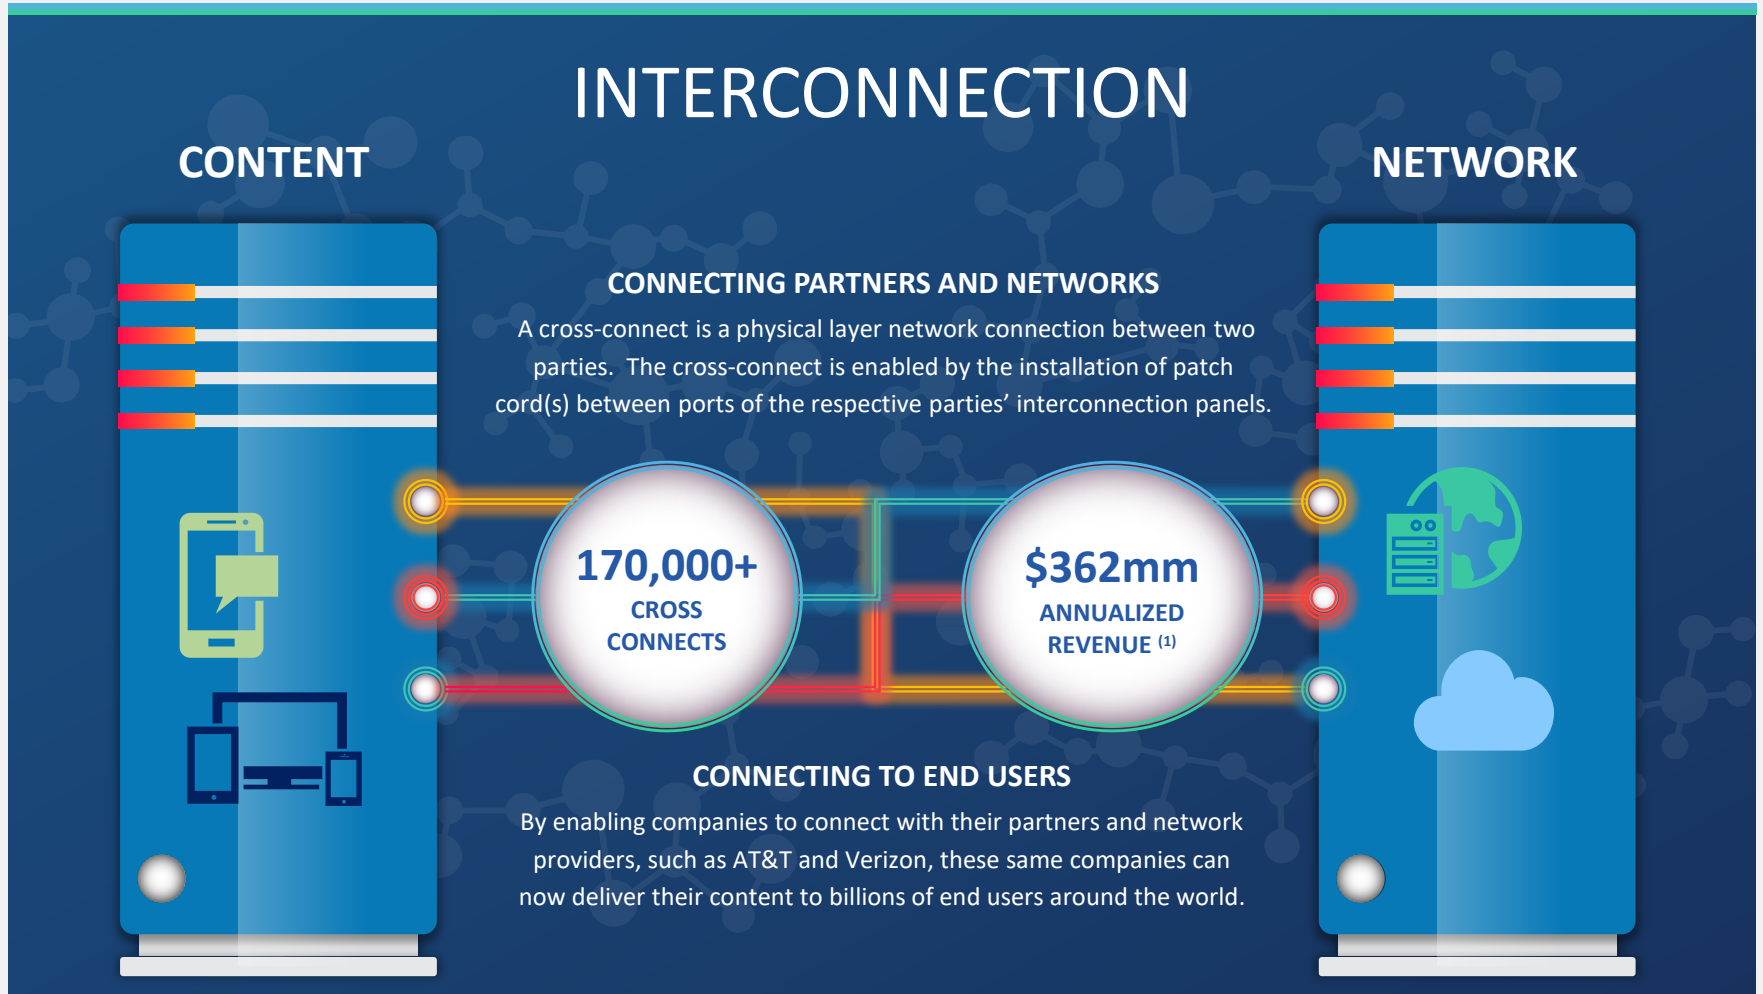 INTERCONNECTION
CONTENT
NETWORK
CONNECTING PARTNERS AND NETWORKS
A cross-connect is a physical layer network connection between two
parties.  The cross-connect is enabled by the installation of patch
cord(s) between ports of the respective parties’ interconnection panels.
170,000+
CROSS
CONNECTS
$362mm
ANNUALIZED
REVENUE (1)
CONNECTING TO END USERS
By enabling companies to connect with their partners and network
providers, such as AT&T and Verizon, these same companies can
now deliver their content to billions of end users around the world.